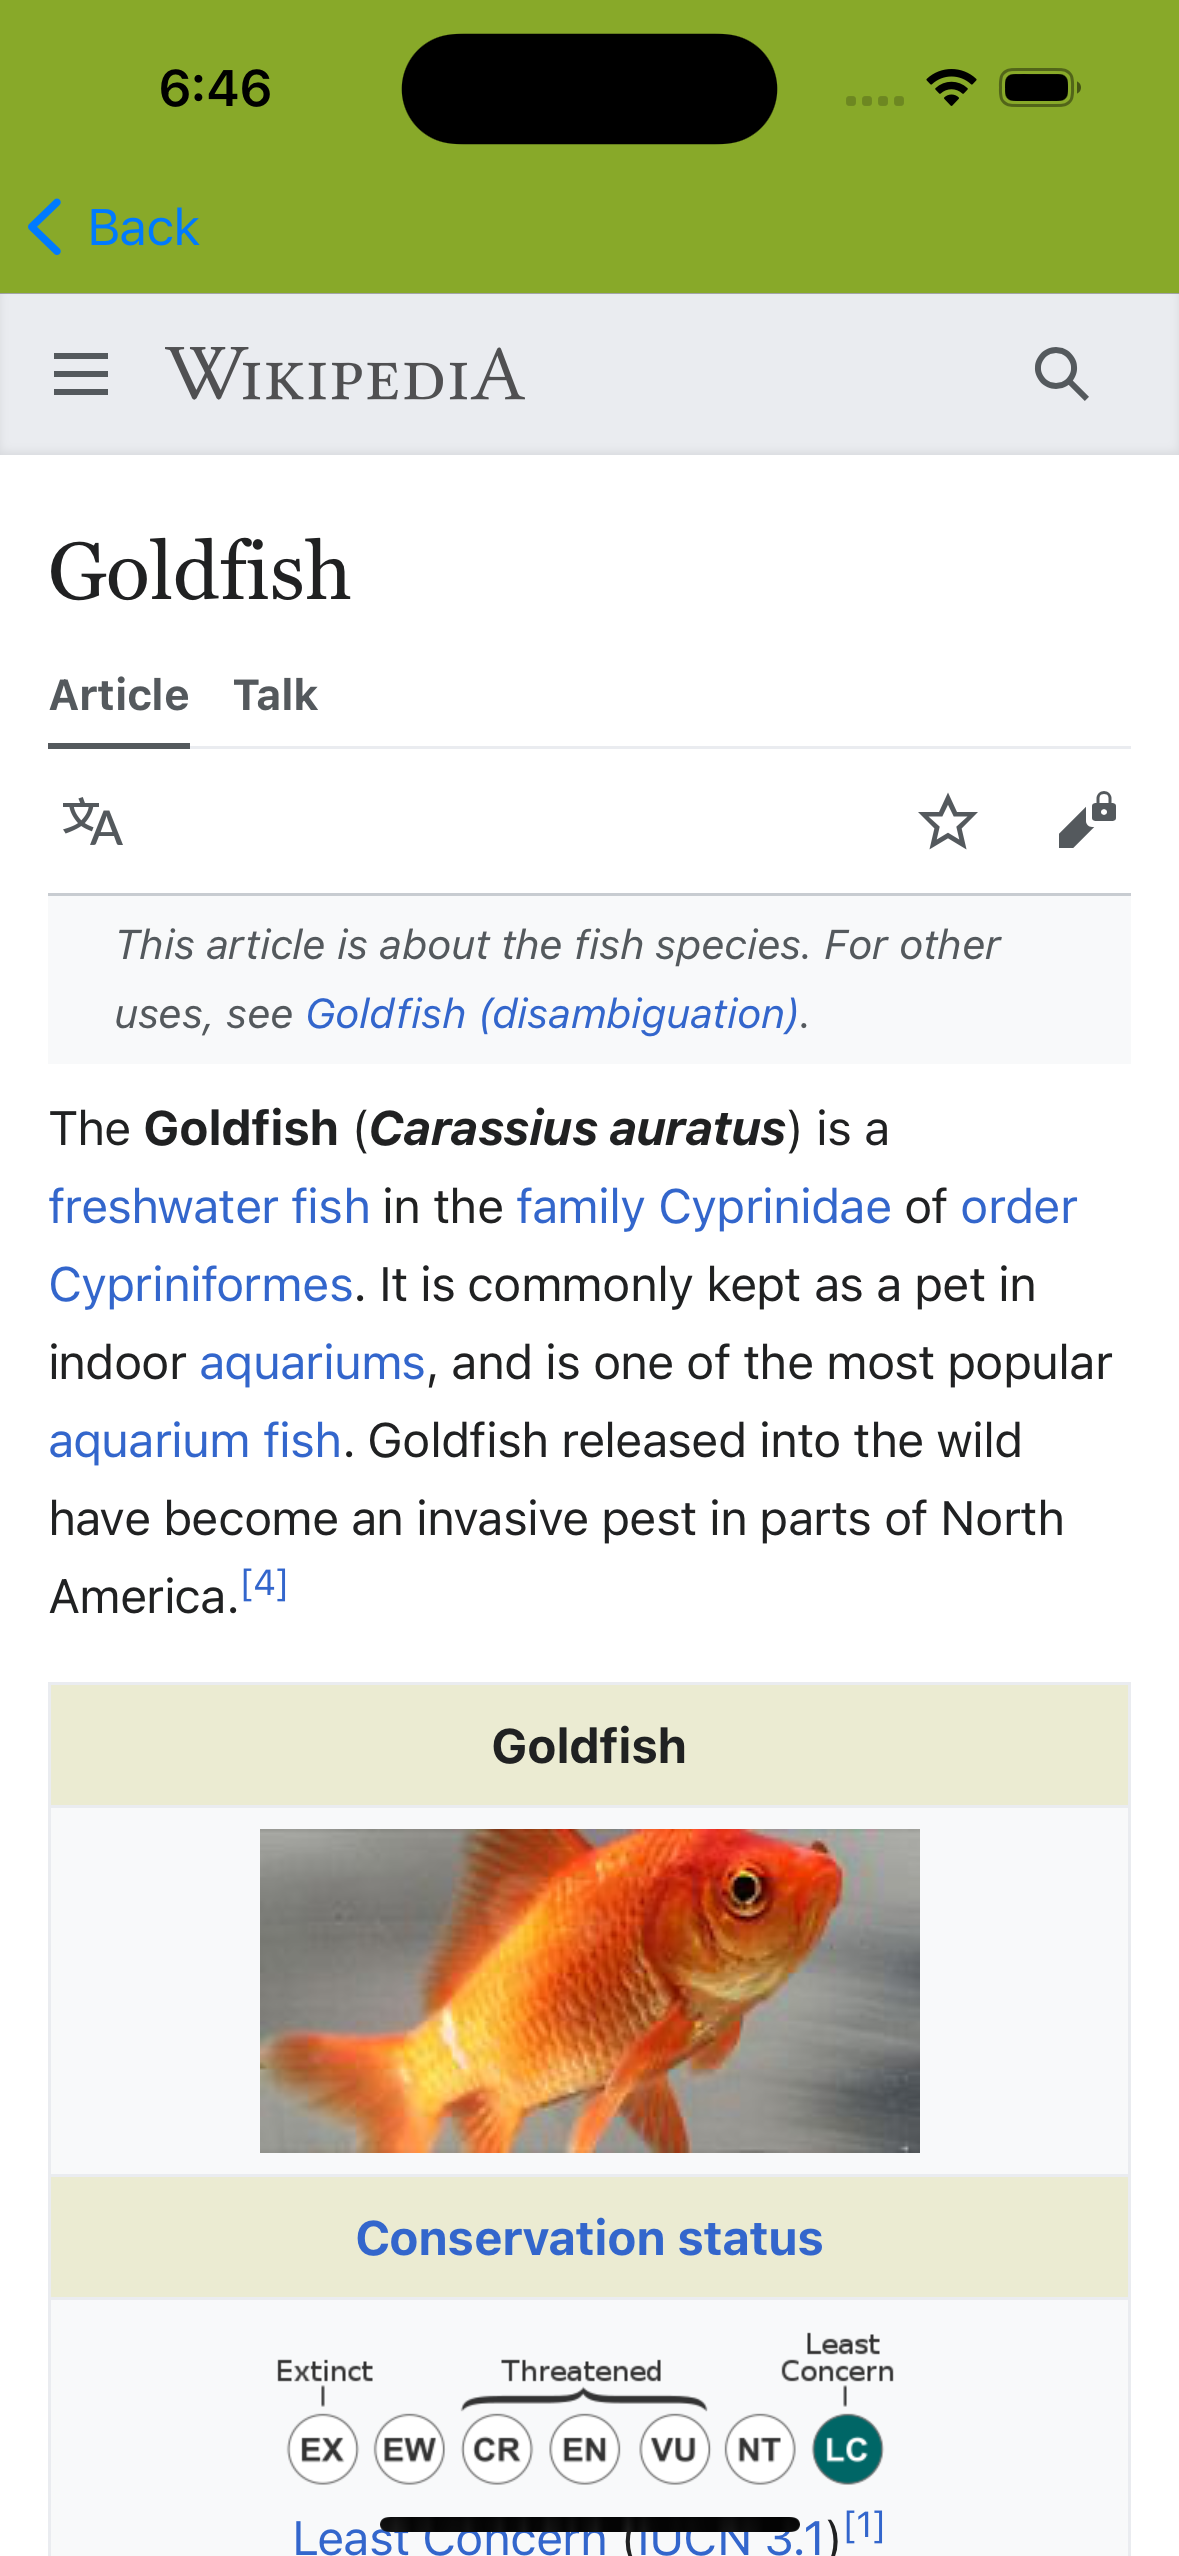 6:46
Back
WIKIPEDIA
Goldfish
Article Talk
文A
This article is about the fish species. For other
uses, see Goldfish (disambiguation).
The Goldfish (Carassius auratus) is a
freshwater fish in the family Cyprinidae of order
Cypriniformes. It is commonly kept as a pet in
indoor aquariums, and is one of the most popular
aquarium fish. Goldfish released into the wild
have become an invasive pest in parts of North
America.[4]
Goldfish
Conservation status
Extinct Threatened Least Concern
EX EW CR EN VU NT LC
Least Concern (IUCN 3.1)[1]